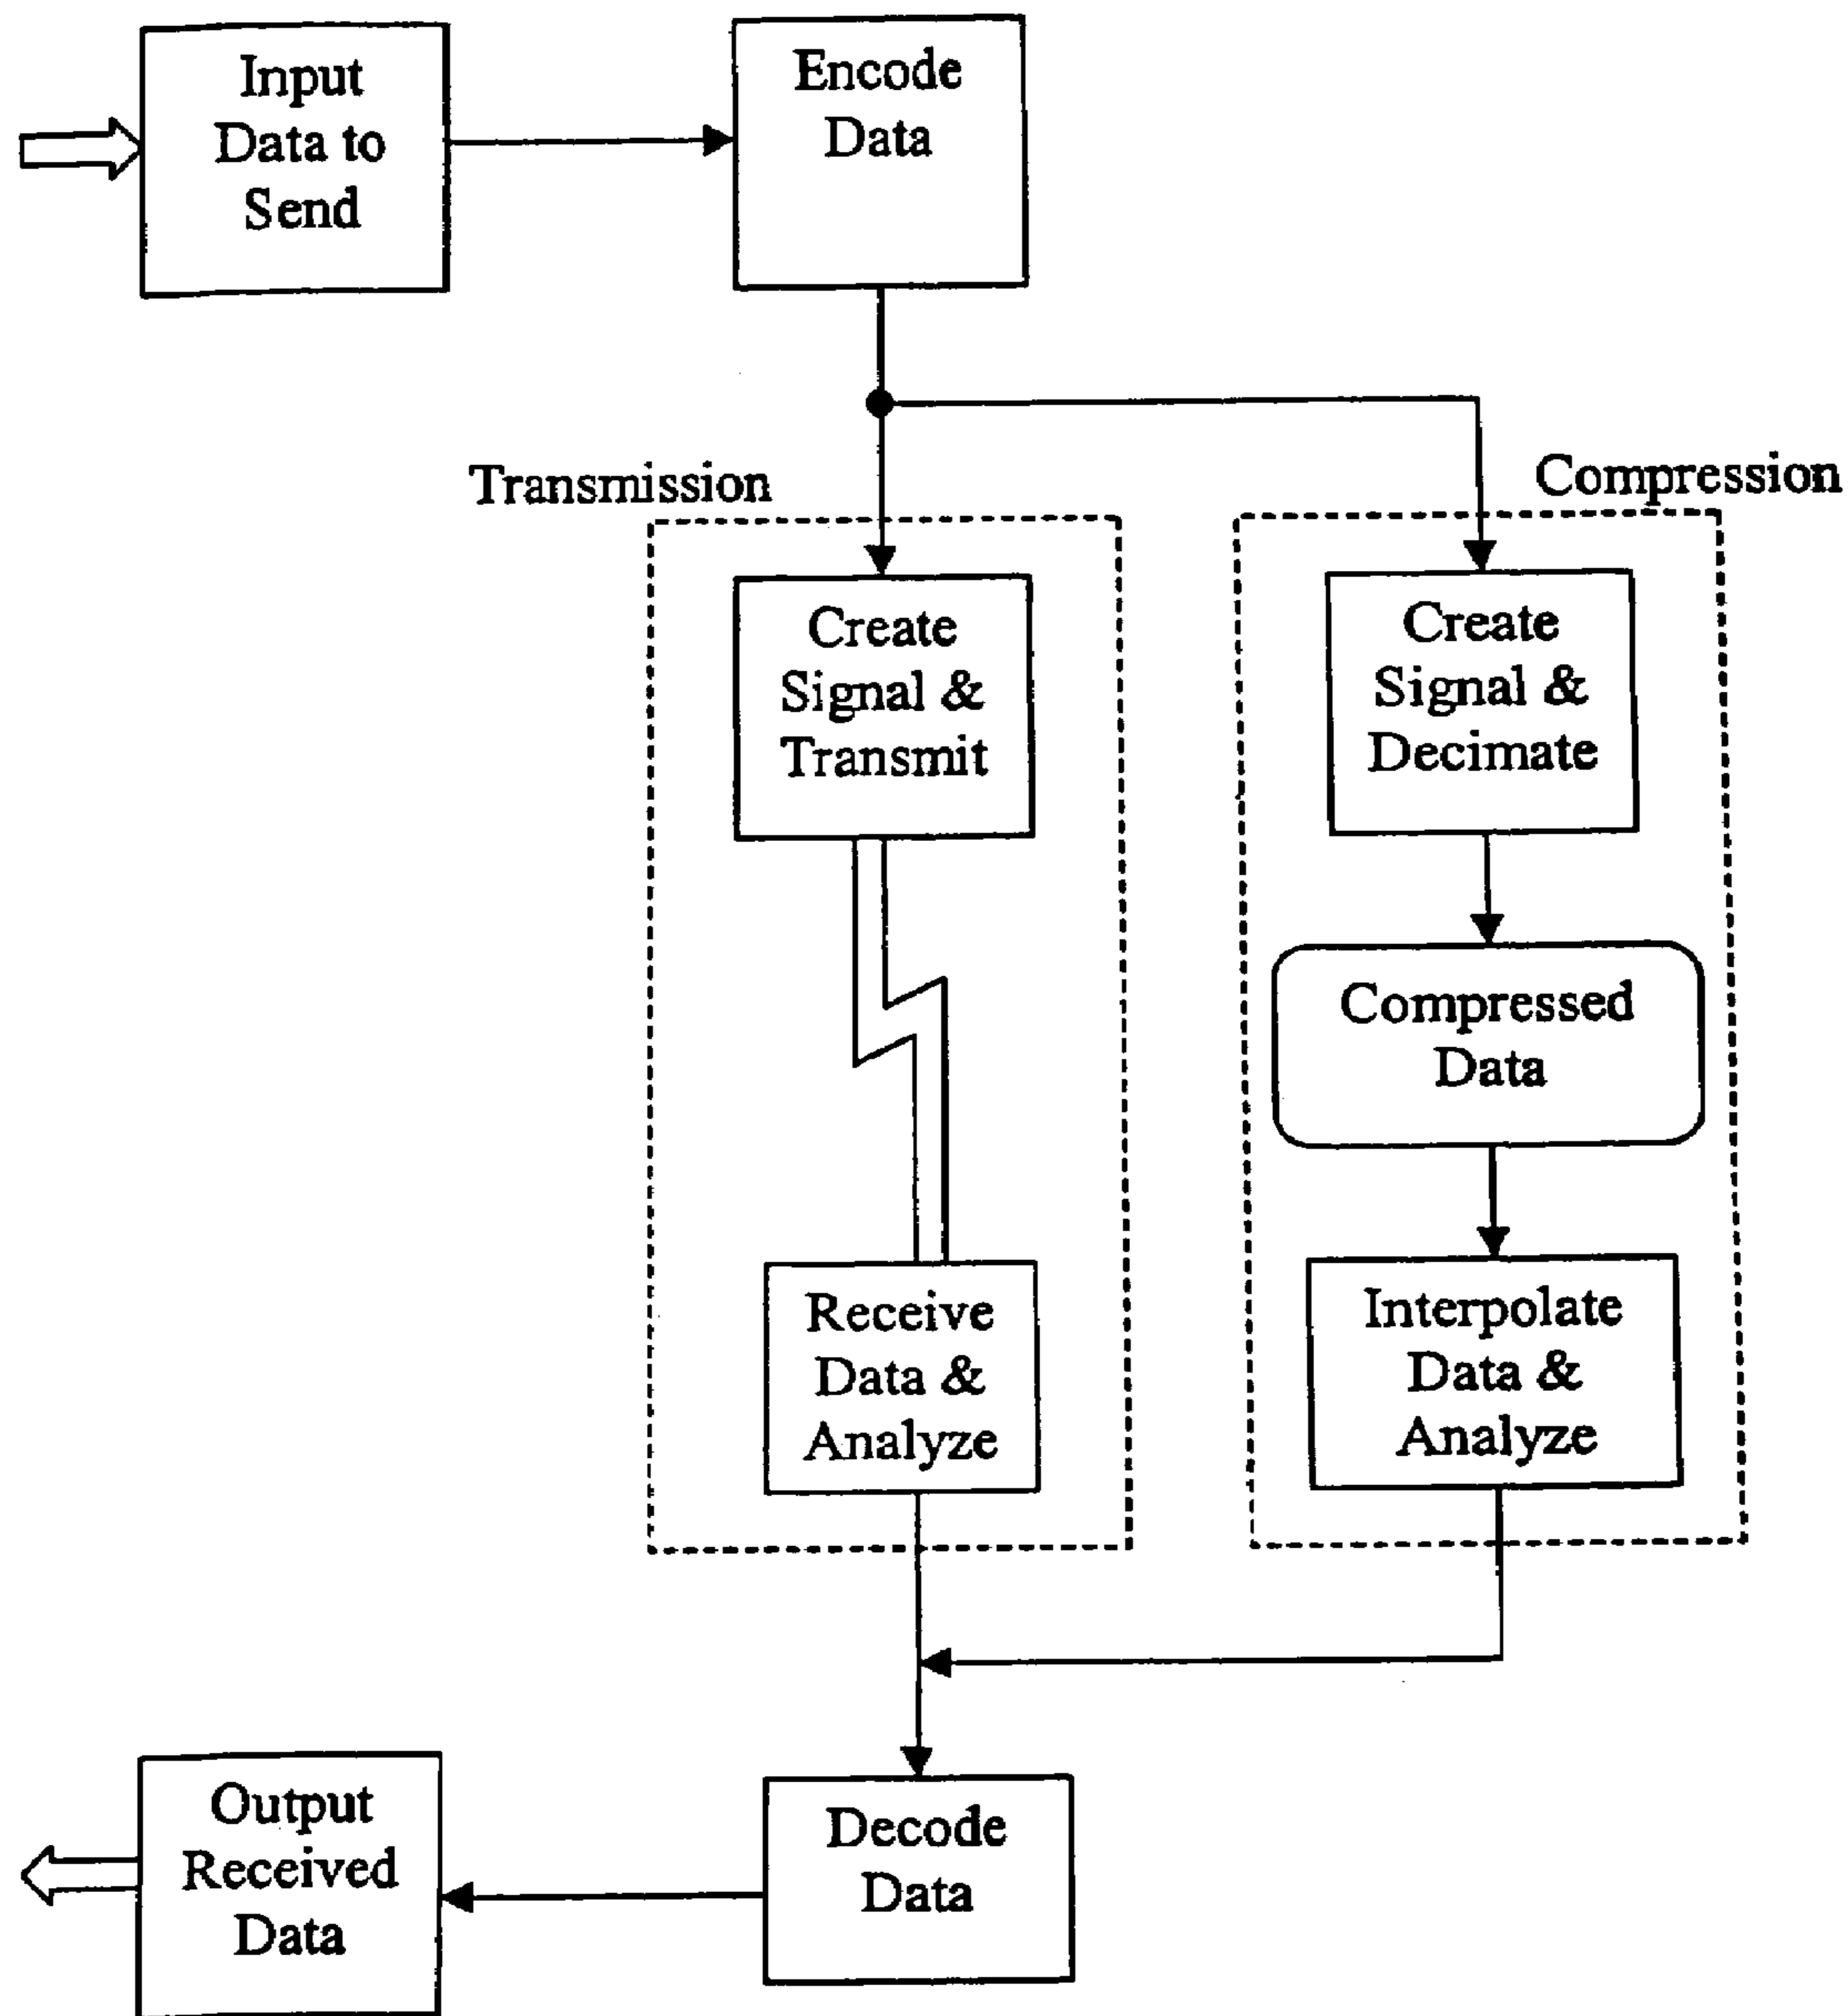 Input
Data to
Send
Encode
Data
Transmission
Compression
Create
Signal &
Transmit
Create
Signal &
Decimate
Compressed
Data
Receive
Data &
Analyze
Interpolate
Data &
Analyze
Output
Received
Data
Decode
Data